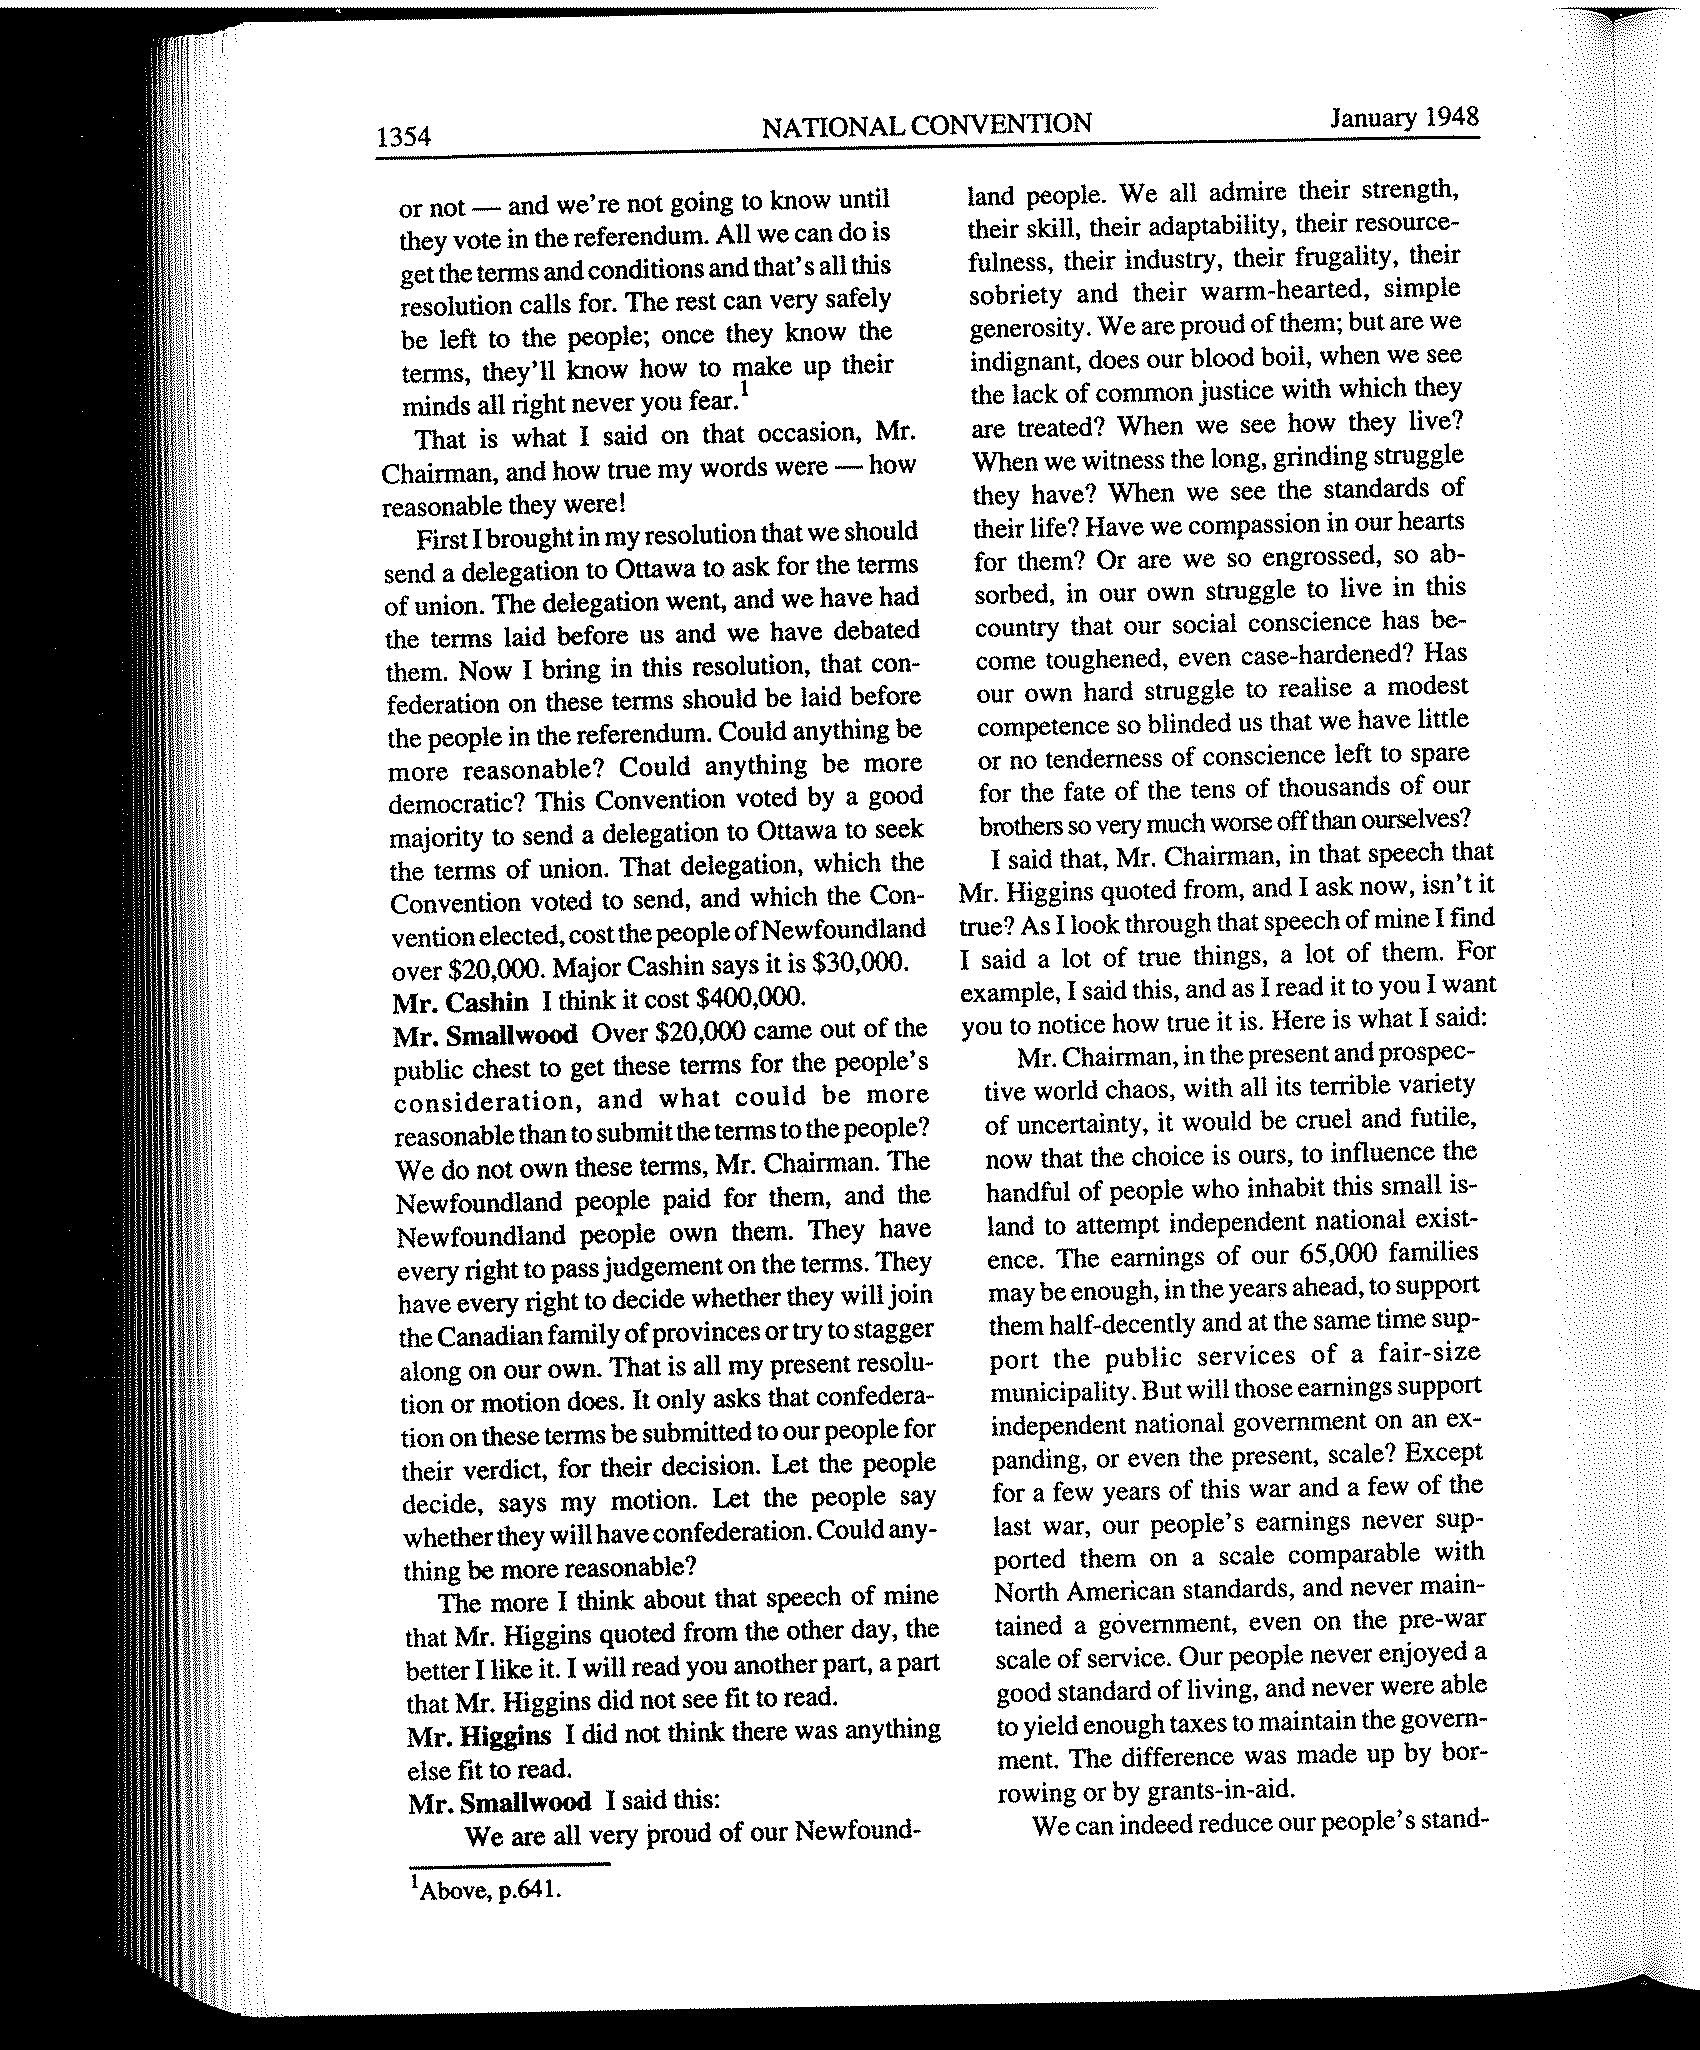 1354
NATIONAL CONVENTION
January 1948
or not — and we're not going to know until
they vote in the referendum. All we can do is
get the terms and conditions and that's all this
resolution calls for. The rest can very safely
be left to the people; once they know the
terms, they'll know how to make up their
minds all right never you fear.1
That is what I said on that occasion, Mr.
Chairman, and how true my words were — how
reasonable they were!
First I brought in my resolution that we should
send a delegation to Ottawa to ask for the terms
of union. The delegation went, and we have had
the terms laid before us and we have debated
them. Now I bring in this resolution, that con-
federation on these terms should be laid before
the people in the referendum. Could anything be
more reasonable? Could anything be more
democratic? This Convention voted by a good
majority to send a delegation to Ottawa to seek
the terms of union. That delegation, which the
Convention voted to send, and which the Con-
vention elected, cost the people of Newfoundland
over $20,000. Major Cashin says it is $30,000.
Mr. Cashin I think it cost $400,000.
Mr. Smallwood Over $20,000 came out of the
public chest to get these terms for the people's
consideration, and what could be more
reasonable than to submit the terms to the people?
We do not own these terms, Mr. Chairman. The
Newfoundland people paid for them, and the
Newfoundland people own them. They have
every right to pass judgement on the terms. They
have every right to decide whether they will join
the Canadian family of provinces or try to stagger
along on our own. That is all my present resolu-
tion or motion does. It only asks that confedera-
tion on these terms be submitted to our people for
their verdict, for their decision. Let the people
decide, says my motion. Let the people say
whether they will have confederation. Could any-
thing be more reasonable?
The more I think about that speech of mine
that Mr. Higgins quoted from the other day, the
better I like it. I will read you another part, a part
that Mr. Higgins did not see fit to read.
Mr. Higgins I did not think there was anything
else fit to read.
Mr. Smallwood I said this:
We are all very proud of our Newfound-
1Above, p.641.
land people. We all admire their strength,
their skill, their adaptability, their resource-
fulness, their industry, their frugality, their
sobriety and their warm-hearted, simple
generosity. We are proud of them; but are we
indignant, does our blood boil, when we see
the lack of common justice with which they
are treated? When we see how they live?
When we witness the long, grinding struggle
they have? When we see the standards of
their life? Have we compassion in our hearts
for them? Or are we so engrossed, so ab-
sorbed, in our own struggle to live in this
country that our social conscience has be-
come toughened, even case-hardened? Has
our own hard struggle to realise a modest
competence so blinded us that we have little
or no tenderness of conscience left to spare
for the fate of the tens of thousands of our
brothers so very much worse off than ourselves?
I said that, Mr. Chairman, in that speech that
Mr. Higgins quoted from, and I ask now, isn't it
true? As I look through that speech of mine I find
I said a lot of true things, a lot of them. For
example, I said this, and as I read it to you I want
you to notice how true it is. Here is what I said:
Mr. Chairman, in the present and prospec-
tive world chaos, with all its terrible variety
of uncertainty, it would be cruel and futile,
now that the choice is ours, to influence the
handful of people who inhabit this small is-
land to attempt independent national exist-
ence. The earnings of our 65,000 families
may be enough, in the years ahead, to support
them half-decently and at the same time sup-
port the public services of a fair-size
municipality. But will those earnings support
independent national government on an ex-
panding, or even the present, scale? Except
for a few years of this war and a few of the
last war, our people's earnings never sup-
ported them on a scale comparable with
North American standards, and never main-
tained a government, even on the pre-war
scale of service. Our people never enjoyed a
good standard of living, and never were able
to yield enough taxes to maintain the govern-
ment. The difference was made up by bor-
rowing or by grants-in-aid.
We can indeed reduce our people's stand-